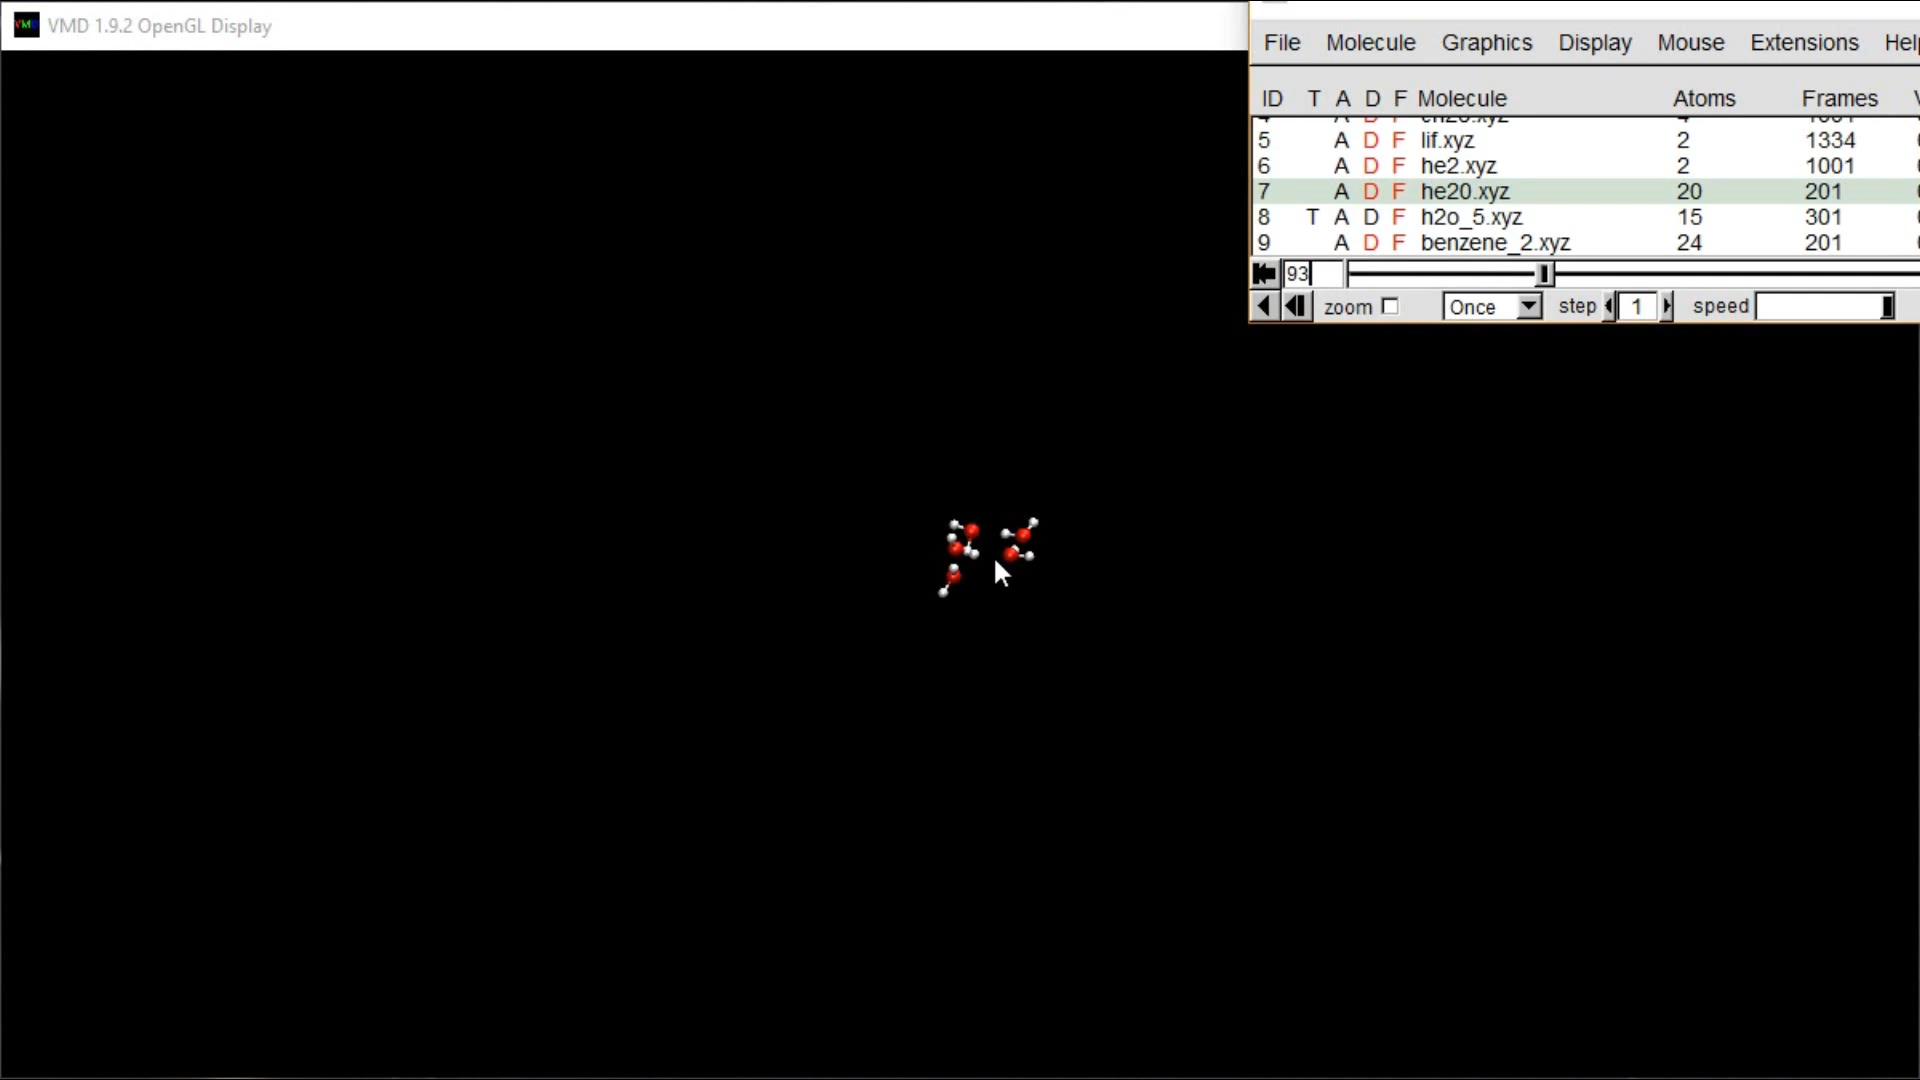 VMD 1.9.2 OpenGL Display
File Molecule Graphics Display Mouse Extensions
ID T A D F Molecule Atoms Frames
5 A D F lif.xyz 2 1334
6 A D F he2.xyz 2 1001
7 A D F he20.xyz 20 201
8 T A D F h2o_5.xyz 15 301
9 A D F benzene_2.xyz 24 201
93
zoom Once step 1 speed